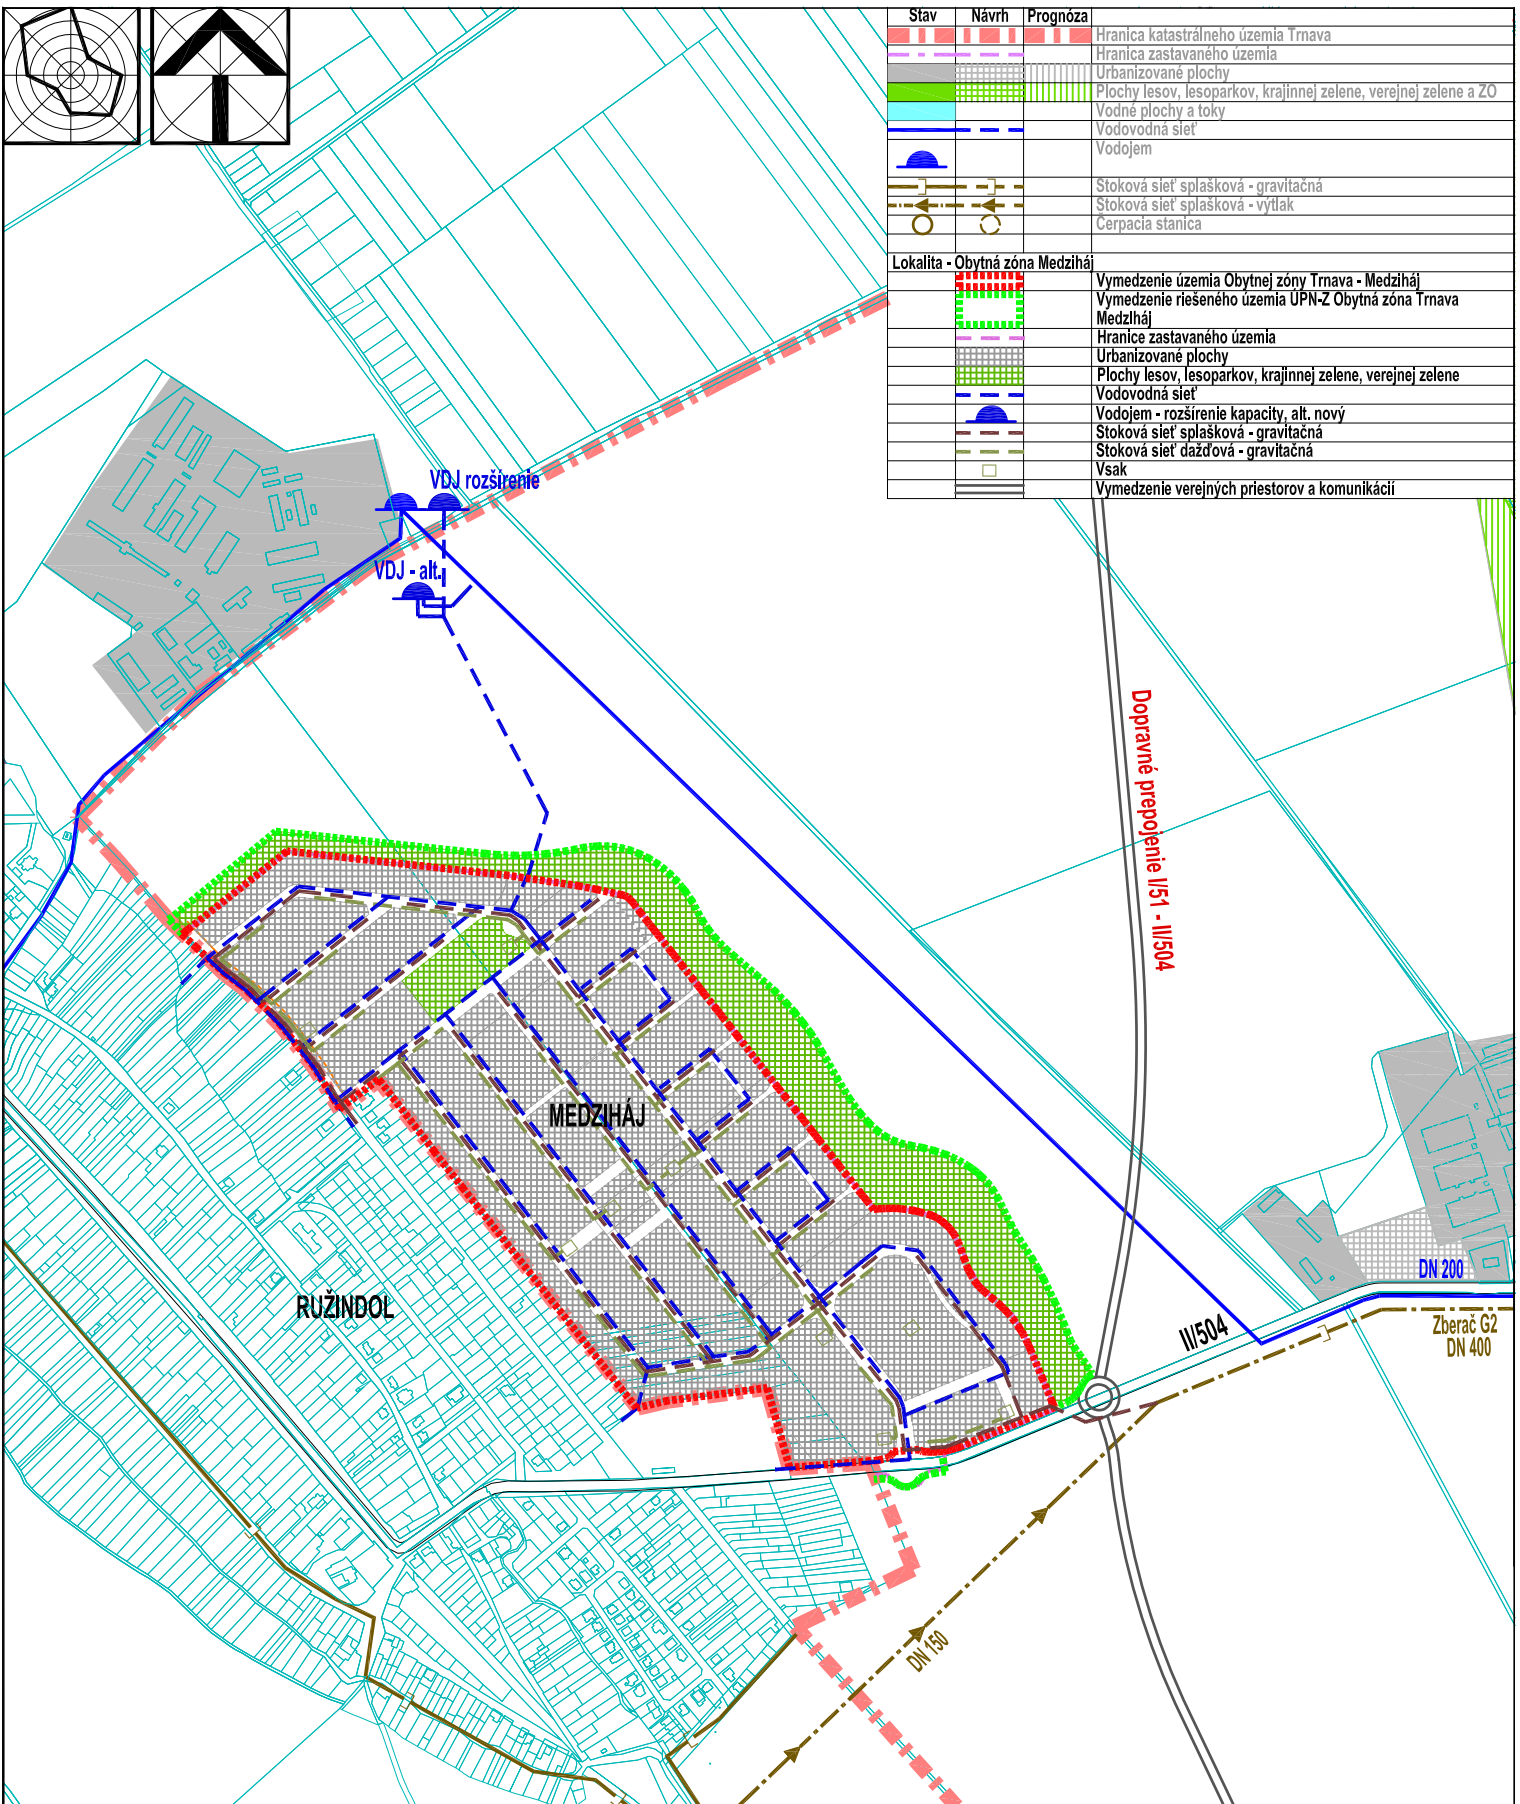 Stav Návrh Prognóza
Hranica katastrálneho územia Trnava
Hranica zastavaného územia
Urbanizované plochy
Plochy lesov, lesoparkov, krajinnej zelene, verejnej zelene a ZO
Vodné plochy a toky
Vodovodná sieť
Vodojem
Stoková sieť splašková - gravitačná
Stoková sieť splašková - výtlak
Čerpacia stanica
Lokalita - Obytná zóna Medziháj
Vymedzenie územia Obytnej zóny Trnava - Medziháj
Vymedzenie riešeného územia ÚPN-Z Obytná zóna Trnava
Medziháj
Hranice zastavaného územia
Urbanizované plochy
Plochy lesov, lesoparkov, krajinnej zelene, verejnej zelene
Vodovodná sieť
Vodojem - rozšírenie kapacity, alt. nový
Stoková sieť splašková - gravitačná
Stoková sieť dažďová - gravitačná
Vsak
Vymedzenie verejných priestorov a komunikácií
VDJ rozšírenie
VDJ - alt.
Dopravné prepojenie I/51 - II/504
MEDZIHÁJ
RUŽINDOL
DN 200
II/504
Zberač G2
DN 400
DN 150